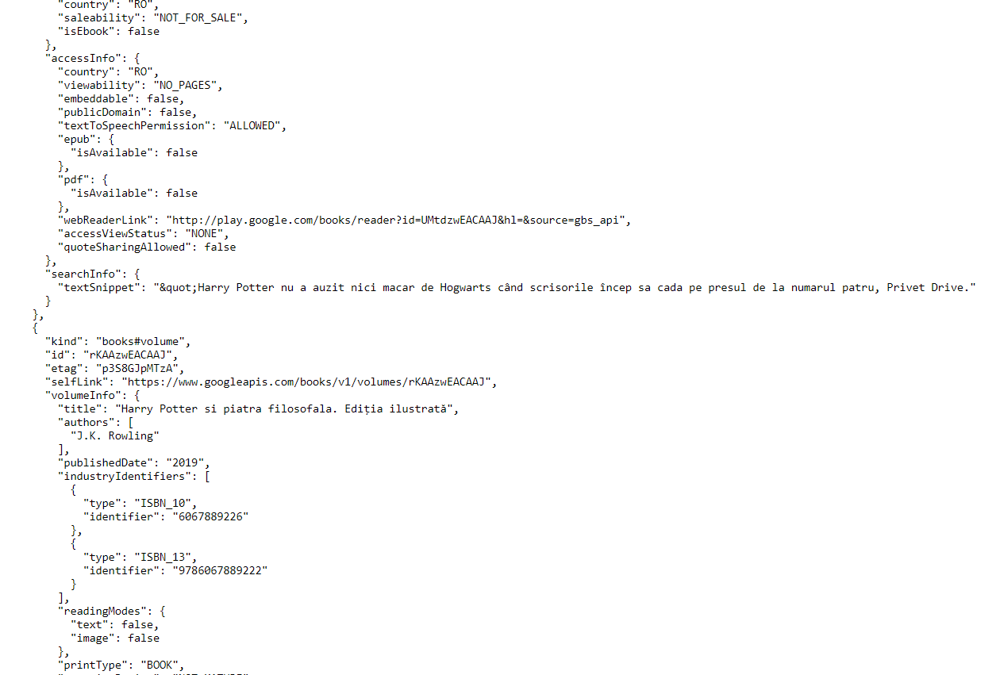 "country": "RO",
"saleability": "NOT_FOR_SALE",
"isEbook": false
},
"accessInfo": {
"country": "RO",
"viewability": "NO_PAGES",
"embeddable": false,
"publicDomain": false,
"textToSpeechPermission": "ALLOWED",
"epub": {
"isAvailable": false
},
"pdf": {
"isAvailable": false
},
"webReaderLink": "http://play.google.com/books/reader?id=UMtdzwEACAAJ&hl=&source=gbs_api",
"accessViewStatus": "NONE",
"quoteSharingAllowed": false
},
"searchInfo": {
"textSnippet": "&quot;Harry Potter nu a auzit nici macar de Hogwarts când scrisorile încep sa cada pe presul de la numarul patru, Privet Drive."
}
},
{
"kind": "books#volume",
"id": "rKAAzwEACAAJ",
"etag": "p3S8GJpMTzA",
"selfLink": "https://www.googleapis.com/books/v1/volumes/rKAAzwEACAAJ",
"volumeInfo": {
"title": "Harry Potter si piatra filosofala. Ediția ilustrată",
"authors": [
"J.K. Rowling"
],
"publishedDate": "2019",
"industryIdentifiers": [
{
"type": "ISBN_10",
"identifier": "6067889226"
},
{
"type": "ISBN_13",
"identifier": "9786067889222"
}
],
"readingModes": {
"text": false,
"image": false
},
"printType": "BOOK",